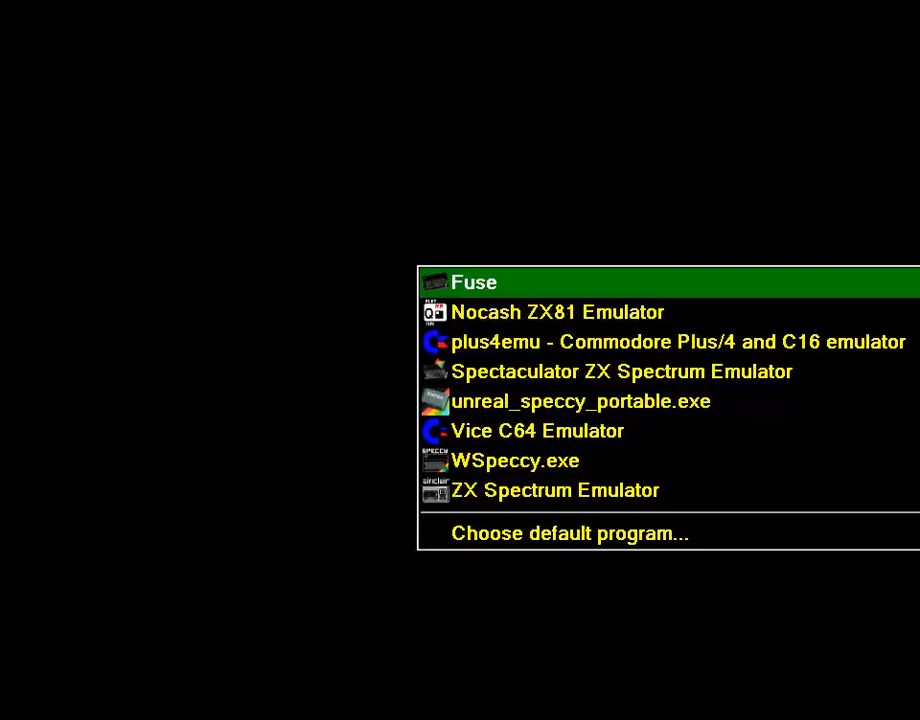 Fuse
Nocash ZX81 Emulator
plus4emu - Commodore Plus/4 and C16 emulator
Spectaculator ZX Spectrum Emulator
unreal_speccy_portable.exe
Vice C64 Emulator
WSpeccy.exe
ZX Spectrum Emulator
Choose default program...